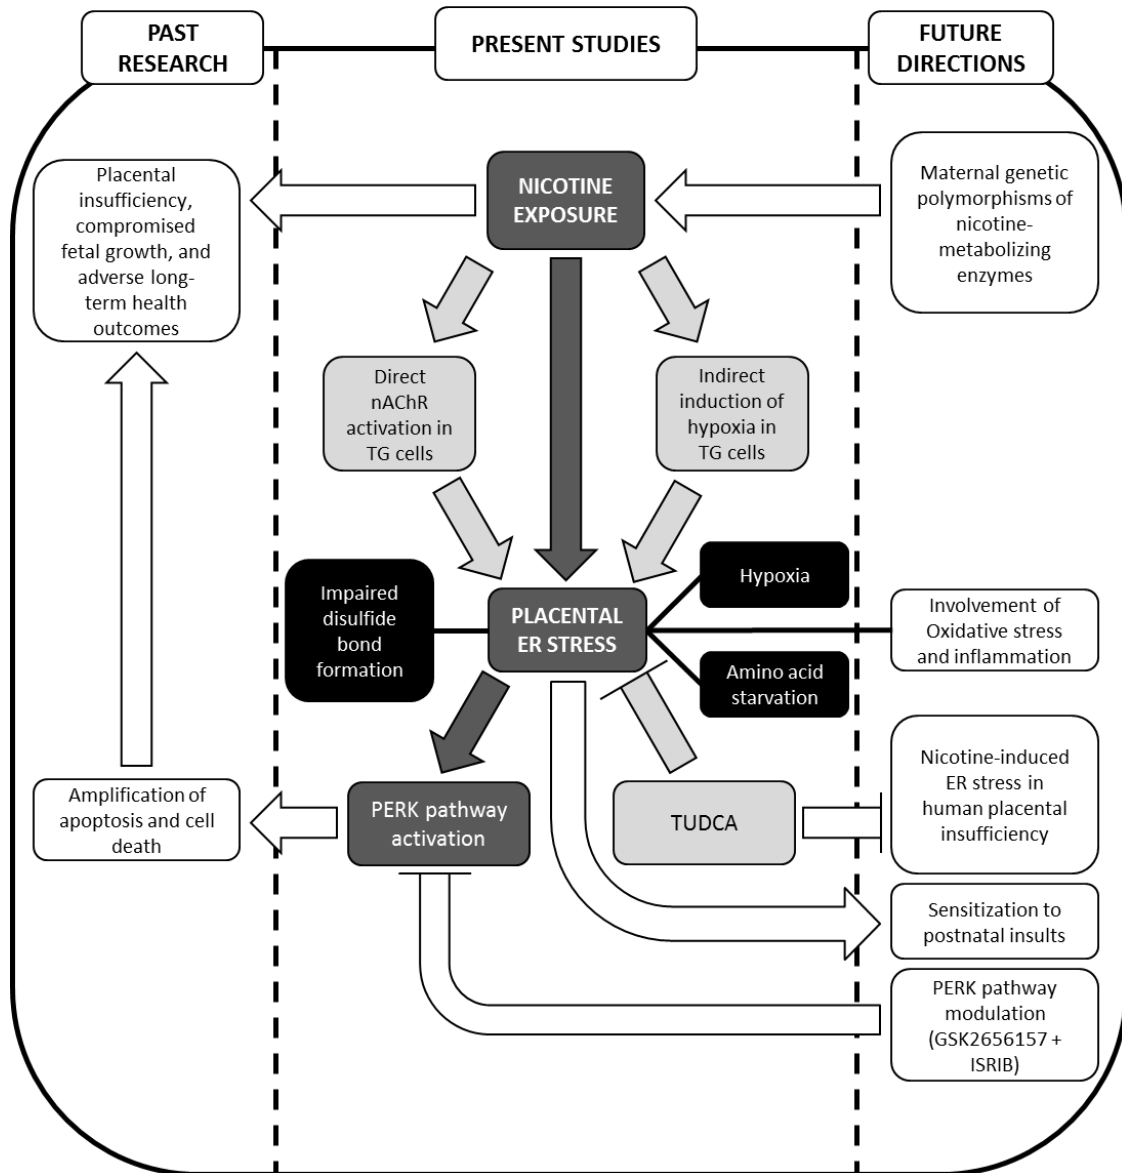 PAST
RESEARCH
PRESENT STUDIES
FUTURE
DIRECTIONS
Placental
insufficiency,
compromised
fetal growth, and
adverse long-
term health
outcomes
NICOTINE
EXPOSURE
Maternal genetic
polymorphisms of
nicotine-
metabolizing
enzymes
Direct
nAChR
activation in
TG cells
Indirect
induction of
hypoxia in
TG cells
Impaired
disulfide
bond
formation
PLACENTAL
ER STRESS
Hypoxia
Amino acid
starvation
Involvement of
Oxidative stress
and inflammation
Amplification of
apoptosis and cell
death
PERK pathway
activation
TUDCA
Nicotine-induced
ER stress in
human placental
insufficiency
Sensitization to
postnatal insults
PERK pathway
modulation
(GSK2656157 +
ISRIB)